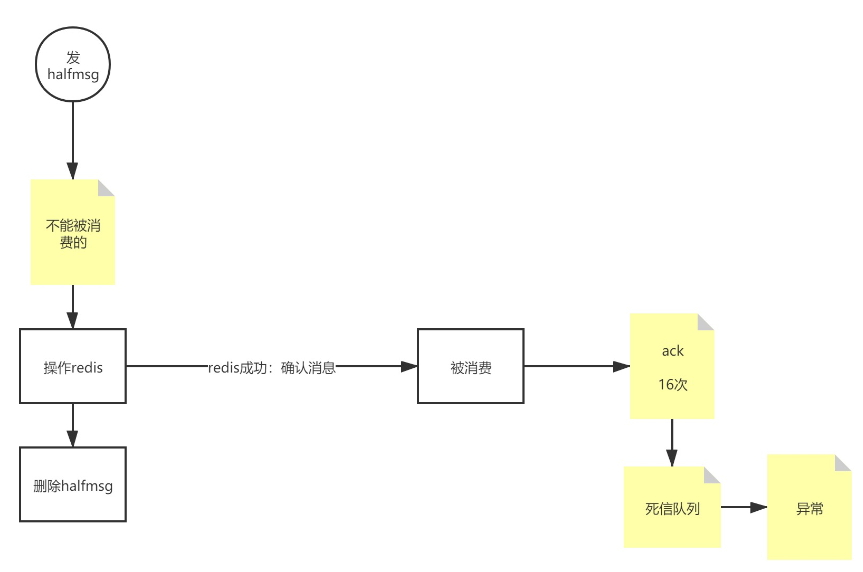 发
halfmsg
不能被消
费的
操作redis
redis成功：确认消息
被消费
ack
16次
删除halfmsg
死信队列
异常